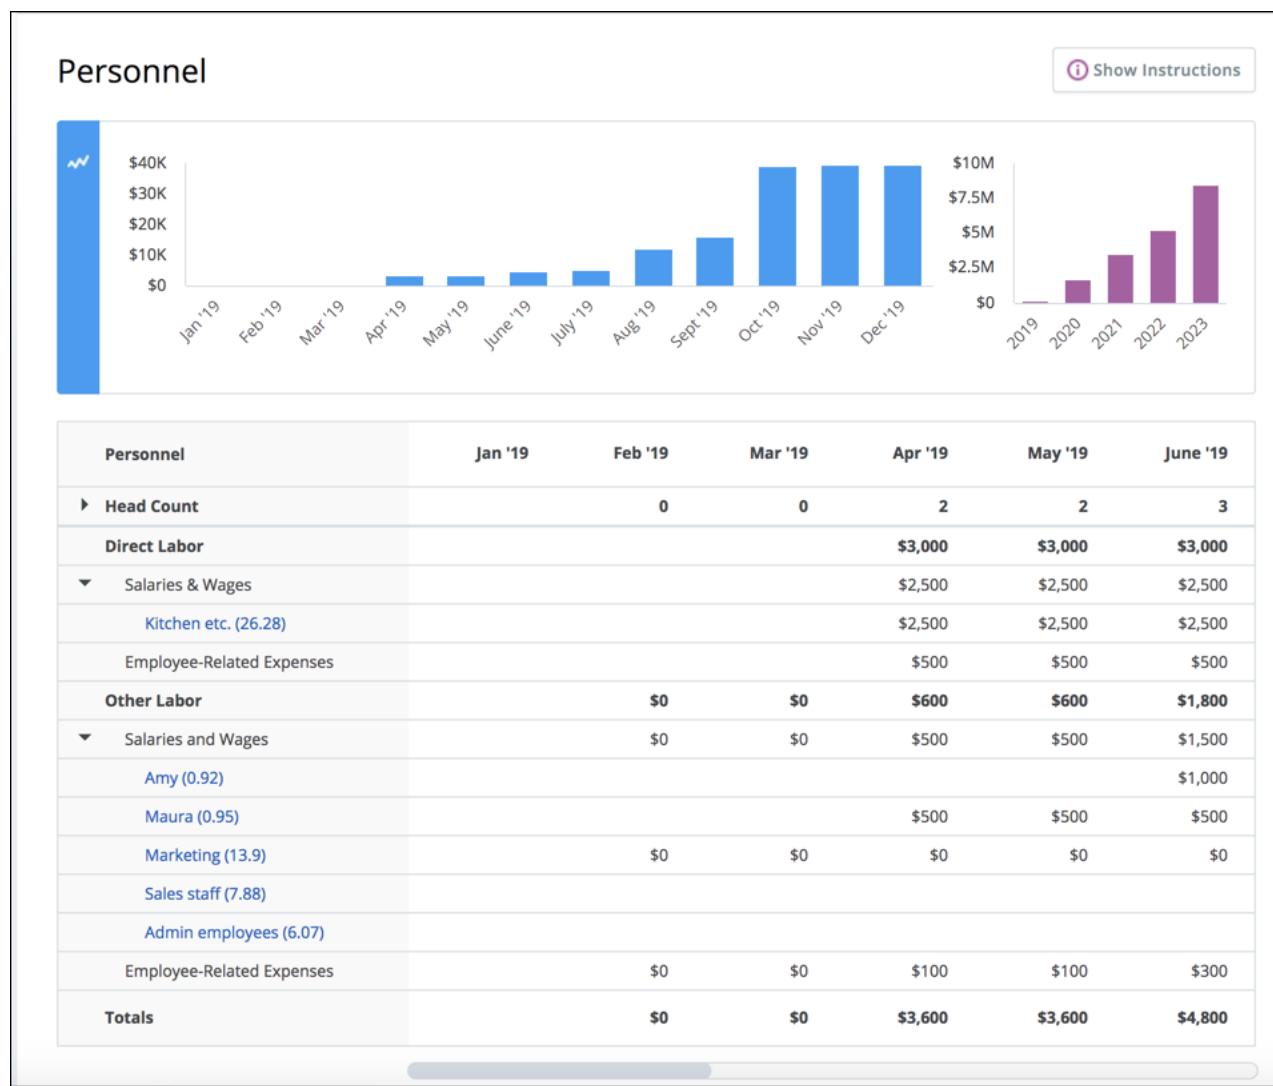 Personnel
Show Instructions
$40K
$30K
$20K
$10K
$0
Jan '19 Feb '19 Mar '19 Apr '19 May '19 June '19 July '19 Aug '19 Sept '19 Oct '19 Nov '19 Dec '19
$10M
$7.5M
$5M
$2.5M
$0
2019 2020 2021 2022 2023
Personnel Jan '19 Feb '19 Mar '19 Apr '19 May '19 June '19
Head Count 0 0 2 2 3
Direct Labor $3,000 $3,000 $3,000
Salaries & Wages $2,500 $2,500 $2,500
Kitchen etc. (26.28) $2,500 $2,500 $2,500
Employee-Related Expenses $500 $500 $500
Other Labor $0 $0 $600 $600 $1,800
Salaries and Wages $0 $0 $500 $500 $1,500
Amy (0.92) $1,000
Maura (0.95) $500 $500 $500
Marketing (13.9) $0 $0 $0 $0 $0
Sales staff (7.88)
Admin employees (6.07)
Employee-Related Expenses $0 $0 $100 $100 $300
Totals $0 $0 $3,600 $3,600 $4,800